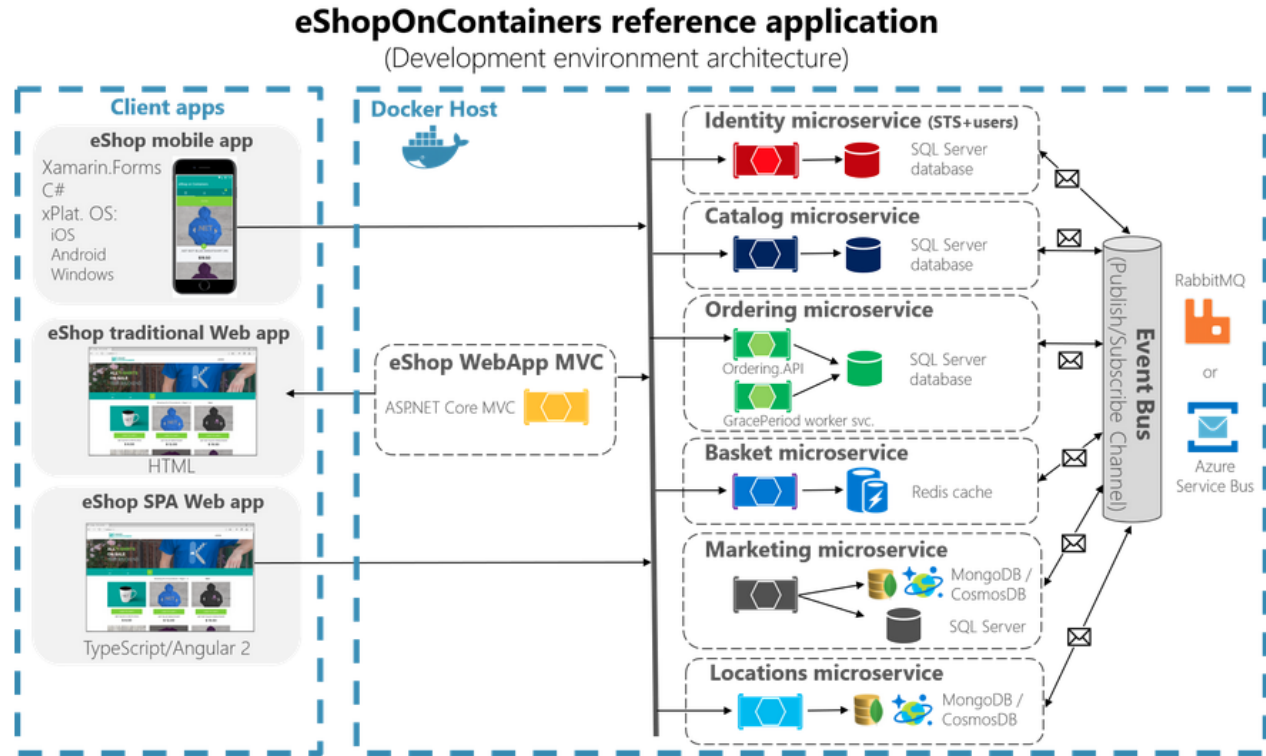 eShopOnContainers reference application
(Development environment architecture)
Client apps
eShop mobile app
Xamarin.Forms
C#
xPlat. OS:
iOS
Android
Windows
eShop traditional Web app
HTML
eShop SPA Web app
TypeScript/Angular 2
Docker Host
eShop WebApp MVC
ASP.NET Core MVC
Identity microservice (STS+users)
SQL Server
database
Catalog microservice
SQL Server
database
Ordering microservice
Ordering.API
GracePeriod worker svc.
SQL Server
database
Basket microservice
Redis cache
Marketing microservice
MongoDB /
CosmosDB
SQL Server
Locations microservice
MongoDB /
CosmosDB
Event Bus
(Publish/Subscribe Channel)
RabbitMQ
or
Azure
Service Bus